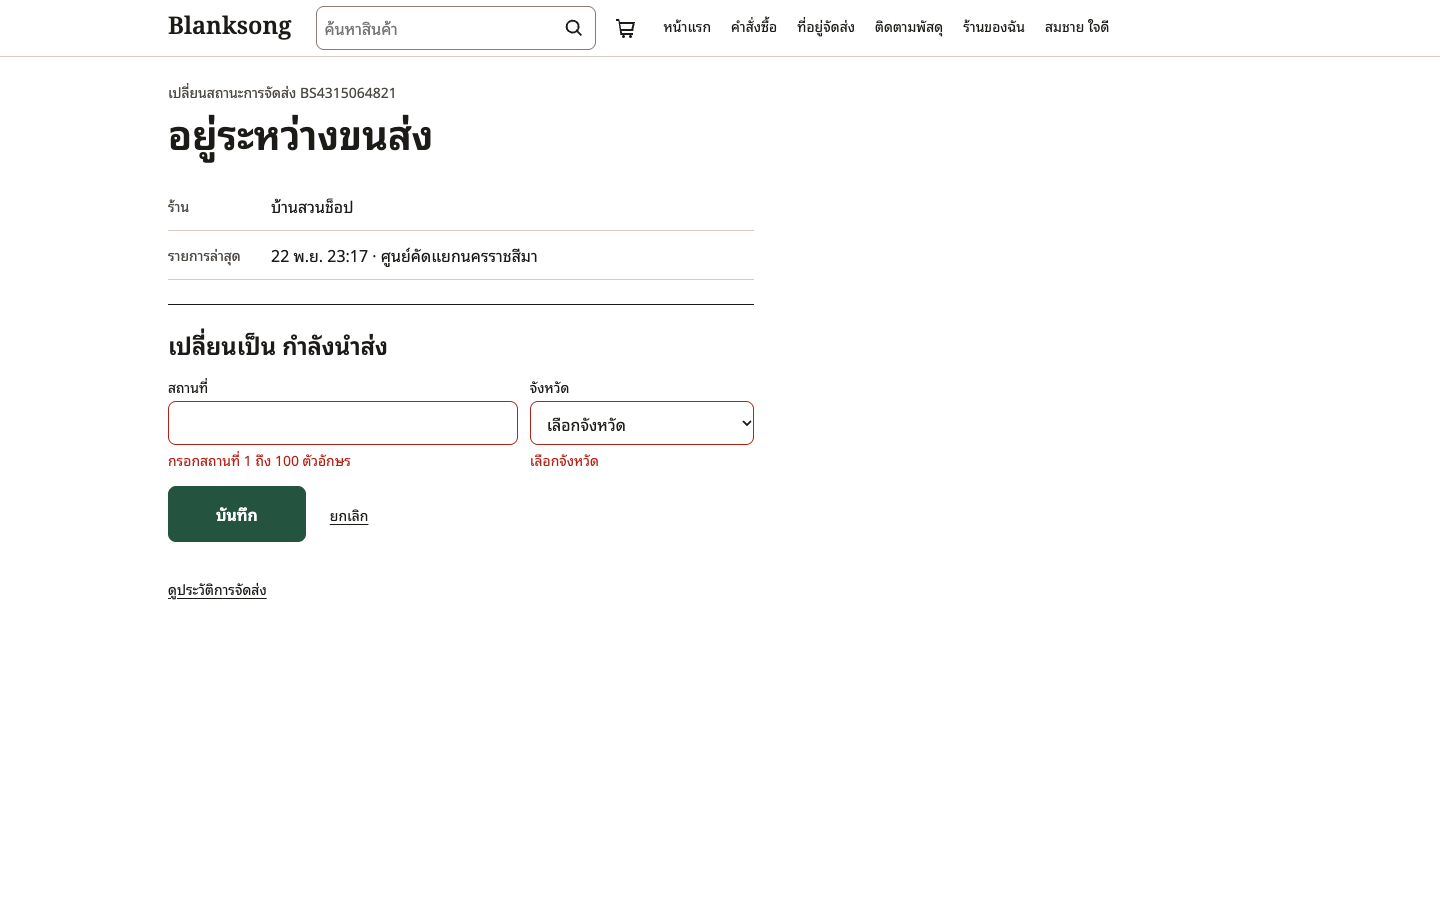 Blanksong
ค้นหาสินค้า
หน้าแรก
คำสั่งซื้อ
ที่อยู่จัดส่ง
ติดตามพัสดุ
ร้านของฉัน
สมชาย ใจดี
เปลี่ยนสถานะการจัดส่ง BS4315064821
อยู่ระหว่างขนส่ง
ร้าน
บ้านสวนช็อป
รายการล่าสุด
22 พ.ย. 23:17 · ศูนย์คัดแยกนครราชสีมา
เปลี่ยนเป็น กำลังนำส่ง
สถานที่
จังหวัด
เลือกจังหวัด
กรอกสถานที่ 1 ถึง 100 ตัวอักษร
เลือกจังหวัด
บันทึก
ยกเลิก
ดูประวัติการจัดส่ง